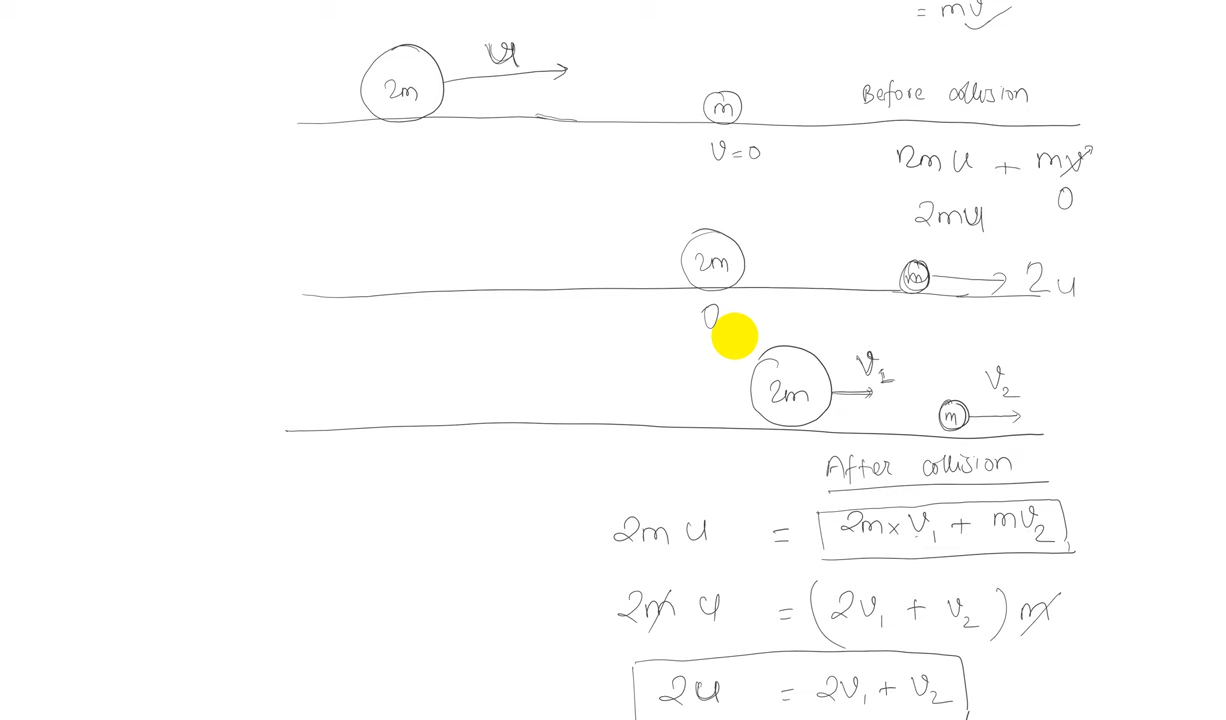 = mv
u
2m
m
Before collision
v = 0
2m u + mv
0
2mu
2m
m
2u
0
2m
v1
m
v2
After collision
2m u = 2m × v1 + mv2
2m u = (2v1 + v2) m
2u = 2v1 + v2